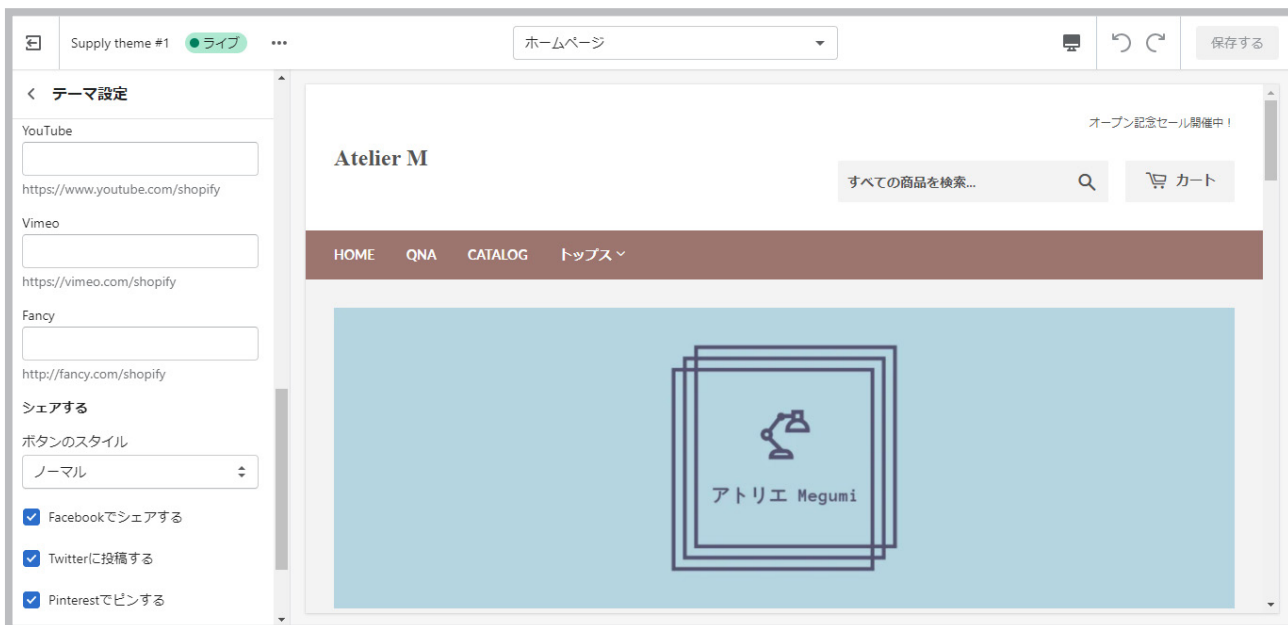 Supply theme #1
ライブ
ホームページ
保存する
テーマ設定
YouTube
https://www.youtube.com/shopify
Vimeo
https://vimeo.com/shopify
Fancy
http://fancy.com/shopify
シェアする
ボタンのスタイル
ノーマル
Facebookでシェアする
Twitterに投稿する
Pinterestでピンする
オープン記念セール開催中！
Atelier M
すべての商品を検索...
カート
HOME QNA CATALOG トップス
アトリエ Megumi